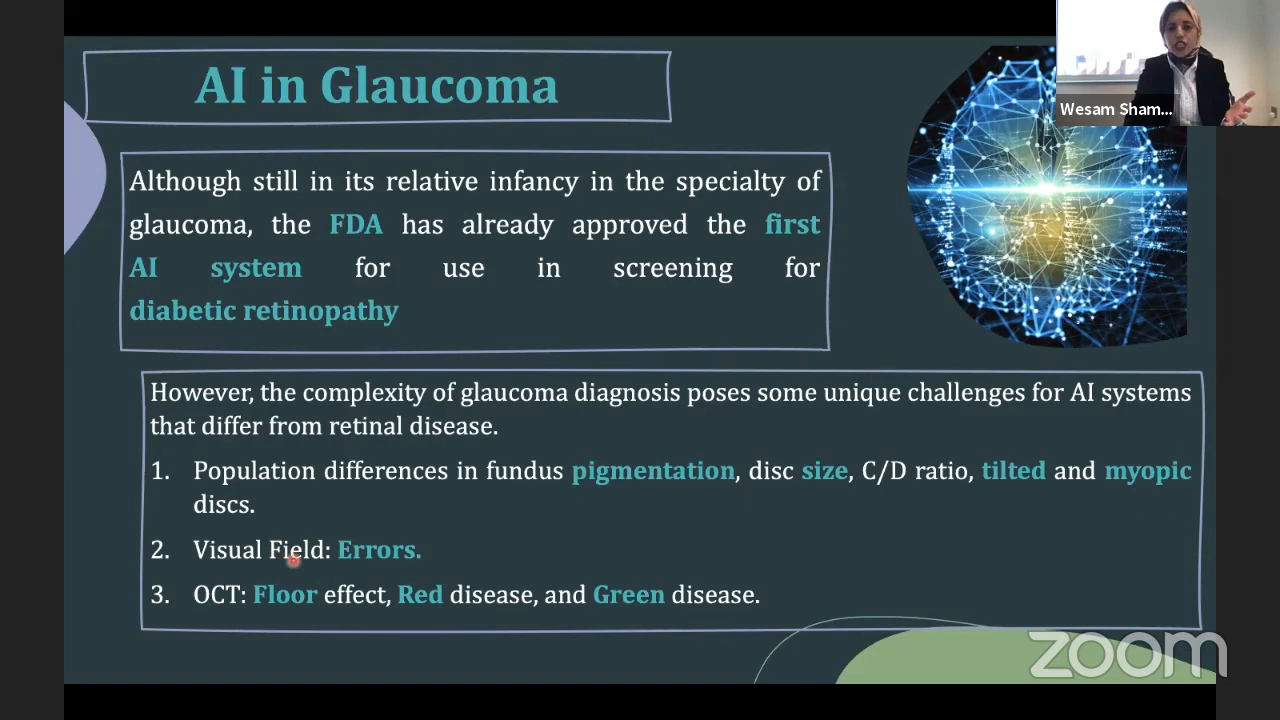 AI in Glaucoma
Wesam Sham...
Although still in its relative infancy in the specialty of
glaucoma, the FDA has already approved the first
AI system for use in screening for
diabetic retinopathy
However, the complexity of glaucoma diagnosis poses some unique challenges for AI systems
that differ from retinal disease.
1. Population differences in fundus pigmentation, disc size, C/D ratio, tilted and myopic
discs.
2. Visual Field: Errors.
3. OCT: Floor effect, Red disease, and Green disease.
zoom